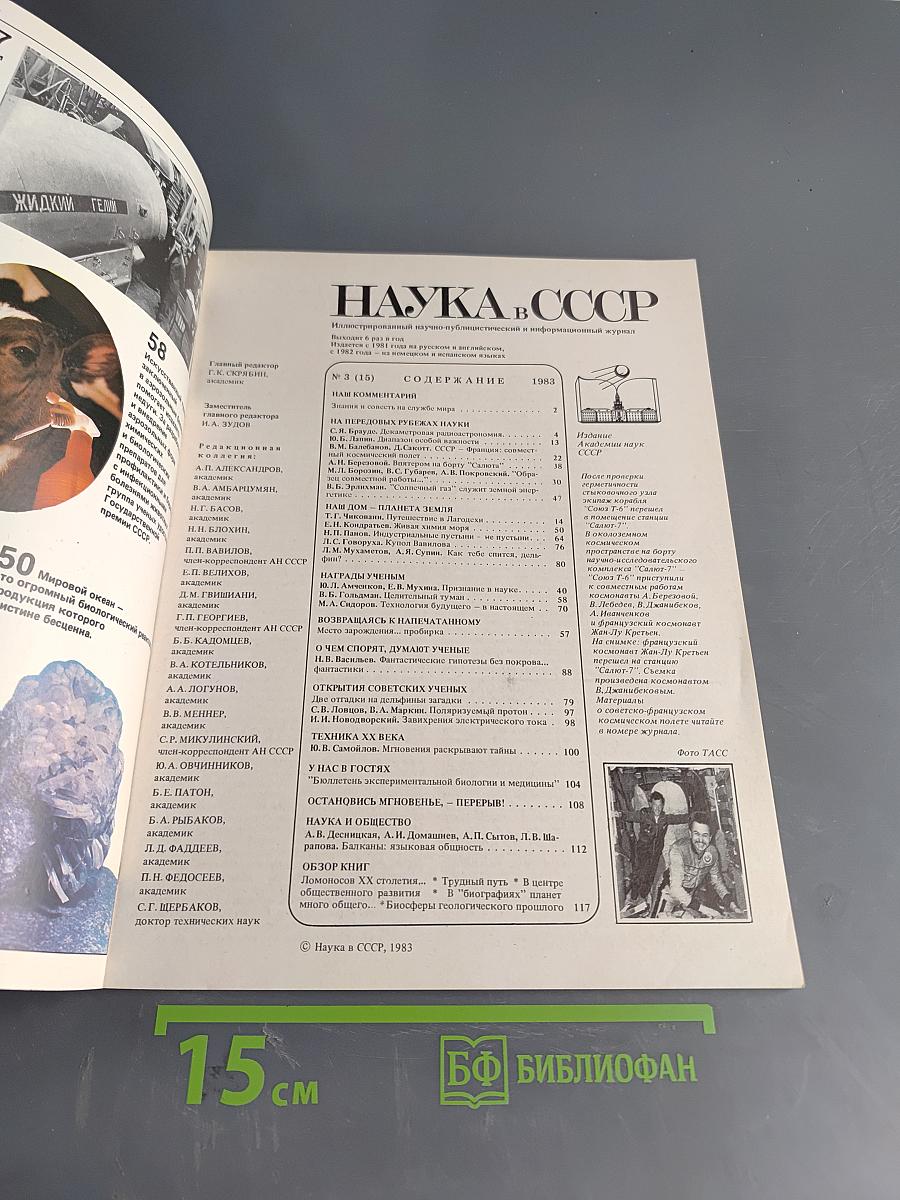 7
ЖИДКИЙ ГЕЛИЙ
58
50 Мировой океан –
то огромный биологический
продукция которого
истине бесценна.
Главный редактор
Г.К. СКРЯБИН,
академик
Заместитель
главного редактора
И.А. ЗУДОВ
Редакционная
коллегия:
А.П. АЛЕКСАНДРОВ,
академик
В.А. АМБАРЦУМЯН,
академик
Н.Г. БАСОВ,
академик
Н.Н. БЛОХИН,
академик
П.П. ВАВИЛОВ,
член-корреспондент АН СССР
Е.П. ВЕЛИХОВ,
академик
Д.М. ГВИШИАНИ,
академик
Г.П. ГЕОРГИЕВ,
член-корреспондент АН СССР
Б.Б. КАДОМЦЕВ,
академик
В.А. КОТЕЛЬНИКОВ,
академик
А.А. ЛОГУНОВ,
академик
В.В. МЕННЕР,
академик
С.Р. МИКУЛИНСКИЙ,
член-корреспондент АН СССР
Ю.А. ОВЧИННИКОВ,
академик
Б.Е. ПАТОН,
академик
Б.А. РЫБАКОВ,
академик
Л.Д. ФАДДЕЕВ,
академик
П.Н. ФЕДОСЕЕВ,
академик
С.Г. ЩЕРБАКОВ,
доктор технических наук
НАУКА в СССР
Иллюстрированный научно-публицистический и информационный журнал
Выходит 6 раз в год
Издается с 1981 года на русском и английском,
с 1982 года – на немецком и испанском языках
№ 3 (15) СОДЕРЖАНИЕ 1983
НАШ КОММЕНТАРИЙ
Знания и совесть на службе мира . . . . . . . . . . . 2
НА ПЕРЕДОВЫХ РУБЕЖАХ НАУКИ
С.Я. Брауде. Декаметровая радиоастрономия. . . . . . . 4
Ю.Б. Лапин. Диапазон особой важности . . . . . . . . 13
В.М. Балебанов, Д.Сакотт. СССР – Франция: совмест-
ный космический полет . . . . . . . . . . . 22
А.Н. Березовой. Впятером на борту "Салюта" . . . . . 38
М.Л. Борозин, В.С. Губарев, А.В. Покровский. "Обра-
зец совместной работы..." . . . . . . . . . . 30
В.Б. Эрлихман. "Солнечный газ" служит земной энер-
гетике . . . . . . . . . . . . 47
НАШ ДОМ – ПЛАНЕТА ЗЕМЛЯ
Т.Г. Чиковани, Путешествие в Лагодехи . . . . . . . . 14
Е.Н. Кондратьев. Живая химия моря . . . . . . . . . 50
Н.П. Панов. Индустриальные пустыни – не пустыни. . . . 64
Л.С. Говоруха. Купол Вавилова . . . . . . . . . . 76
Л.М. Мухаметов, А.Я. Супин. Как тебе спится, дель-
фин? . . . . . . . . . . . . 80
НАГРАДЫ УЧЕНЫМ
Ю.Л. Амченков, Е.В. Мухина. Признание в науке. . . . . 40
В.Б. Гольдман. Целительный туман . . . . . . . . . 58
М.А. Сидоров. Технология будущего – в настоящем . . 70
ВОЗВРАЩАЯСЬ К НАПЕЧАТАННОМУ
Место зарождения... пробирка . . . . . . . . . . . 57
О ЧЕМ СПОРЯТ, ДУМАЮТ УЧЕНЫЕ
Н.В. Васильев. Фантастические гипотезы без покрова...
фантастики . . . . . . . . . . . . 88
ОТКРЫТИЯ СОВЕТСКИХ УЧЕНЫХ
Две отгадки на дельфиньи загадки . . . . . . . . . 79
С.В. Ловцов, В.А. Маркин. Поляризуемый протон . . . . 97
И.И. Новодворский. Завихрения электрического тока . . 98
ТЕХНИКА XX ВЕКА
Ю.В. Самойлов. Мгновения раскрывают тайны . . . . . . 100
У НАС В ГОСТЯХ
"Бюллетень экспериментальной биологии и медицины" 104
ОСТАНОВИСЬ МГНОВЕНЬЕ, – ПЕРЕРЫВ! . . . . . . . . 108
НАУКА И ОБЩЕСТВО
А.В. Десницкая, А.И. Домашнев, А.П. Сытов, Л.В. Ша-
рапова. Балканы: языковая общность . . . . . . . . . . 112
ОБЗОР КНИГ
Ломоносов XX столетия... * Трудный путь * В центре
общественного развития * В "биографиях" планет
много общего... *Биосферы геологического прошлого 117
© Наука в СССР, 1983
Издание
Академии наук
СССР
После проверки
герметичности
стыковочного узла
экипаж корабля
"Союз Т-6" перешел
в помещение станции
"Салют-7".
В околоземном
космическом
пространстве на борту
научно-исследовательского
комплекса "Салют-7" —
"Союз Т-6" приступили
к совместным работам
космонавты А.Березовой,
В.Лебедев, В.Джанибеков,
А.Иванченков
и французский космонавт
Жан-Лу Кретьен.
На снимке: французский
космонавт Жан-Лу Кретьен
перешел на станцию
"Салют-7". Съемка
произведена космонавтом
В.Джанибековым.
Материалы
о советско-французском
космическом полете читайте
в номере журнала.
Фото ТАСС
15 см
БФ БИБЛИОФАН